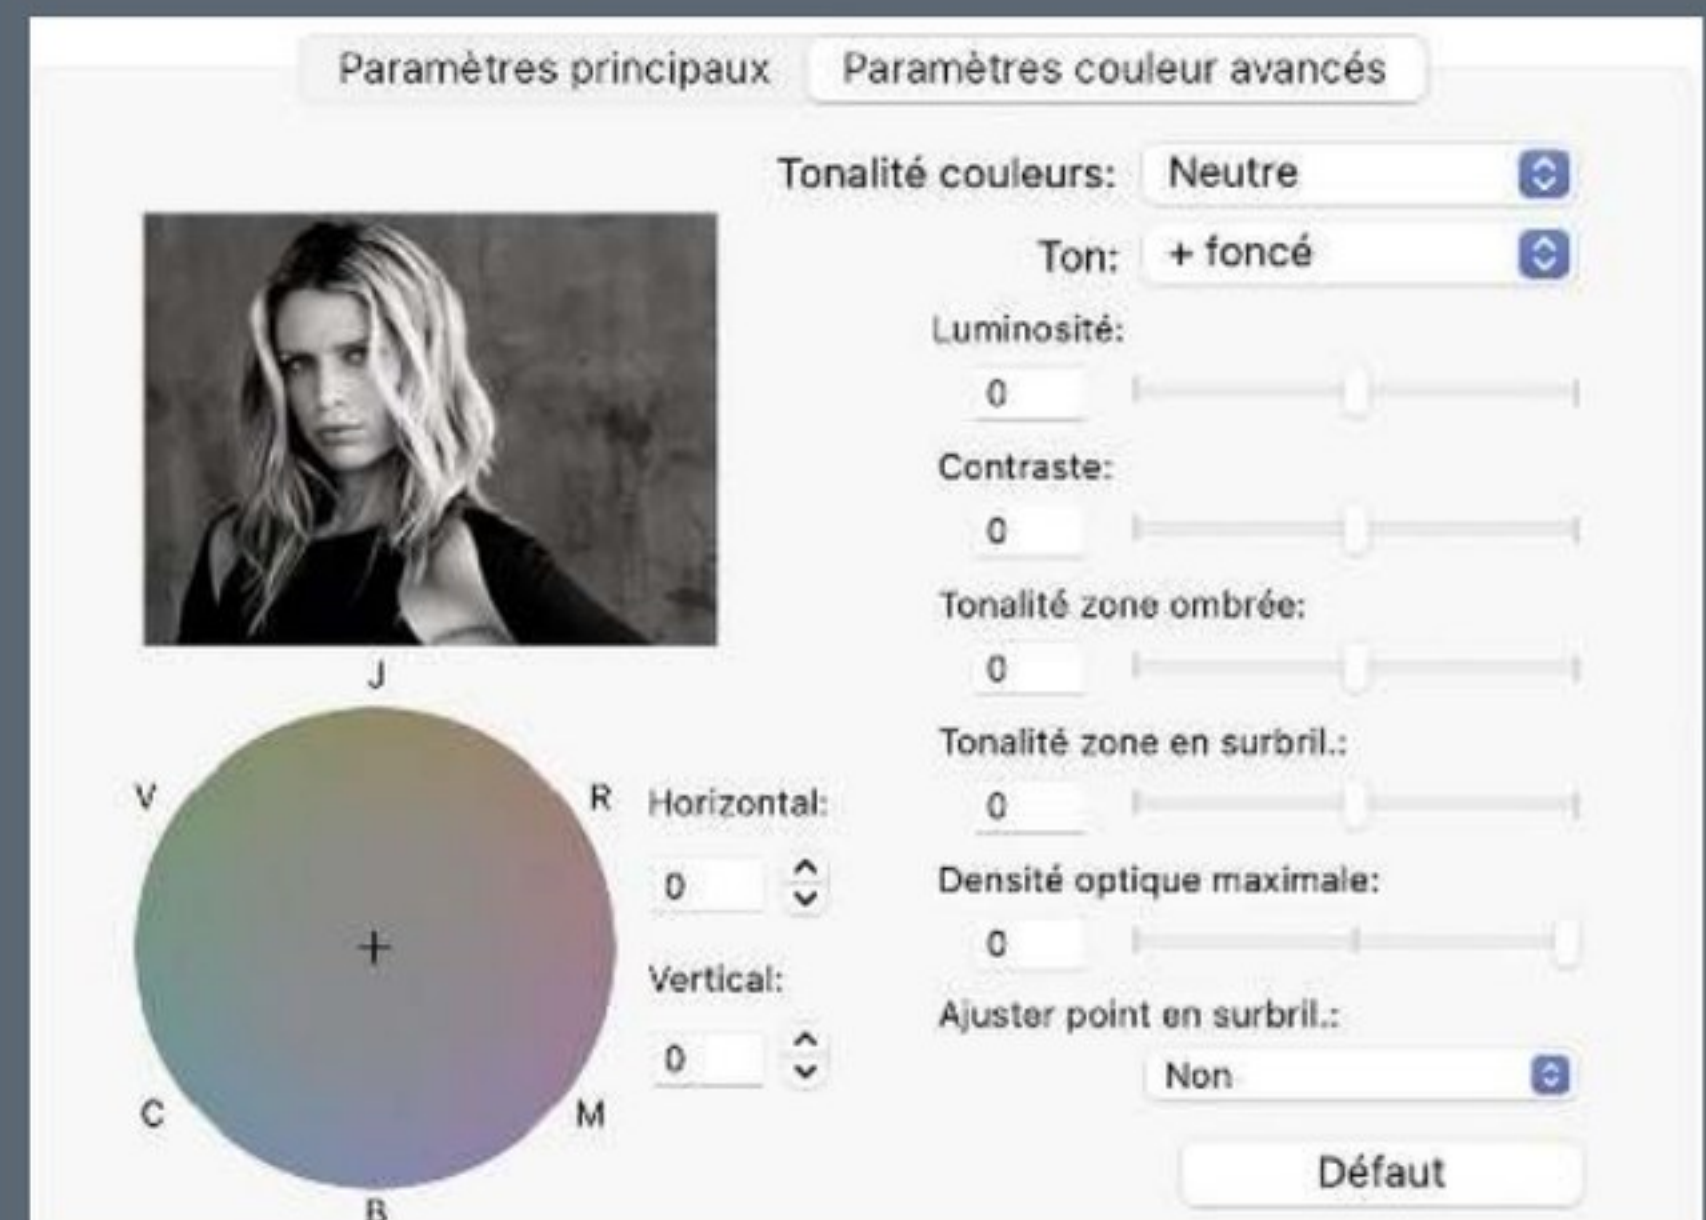 Paramètres principaux
Paramètres couleur avancés
Tonalité couleurs: Neutre
Ton: + foncé
Luminosité:
0
Contraste:
0
Tonalité zone ombrée:
0
Tonalité zone en surbril.:
0
Densité optique maximale:
0
Ajuster point en surbril.:
Non
Défaut
J
V
R
C
M
B
Horizontal:
0
Vertical:
0